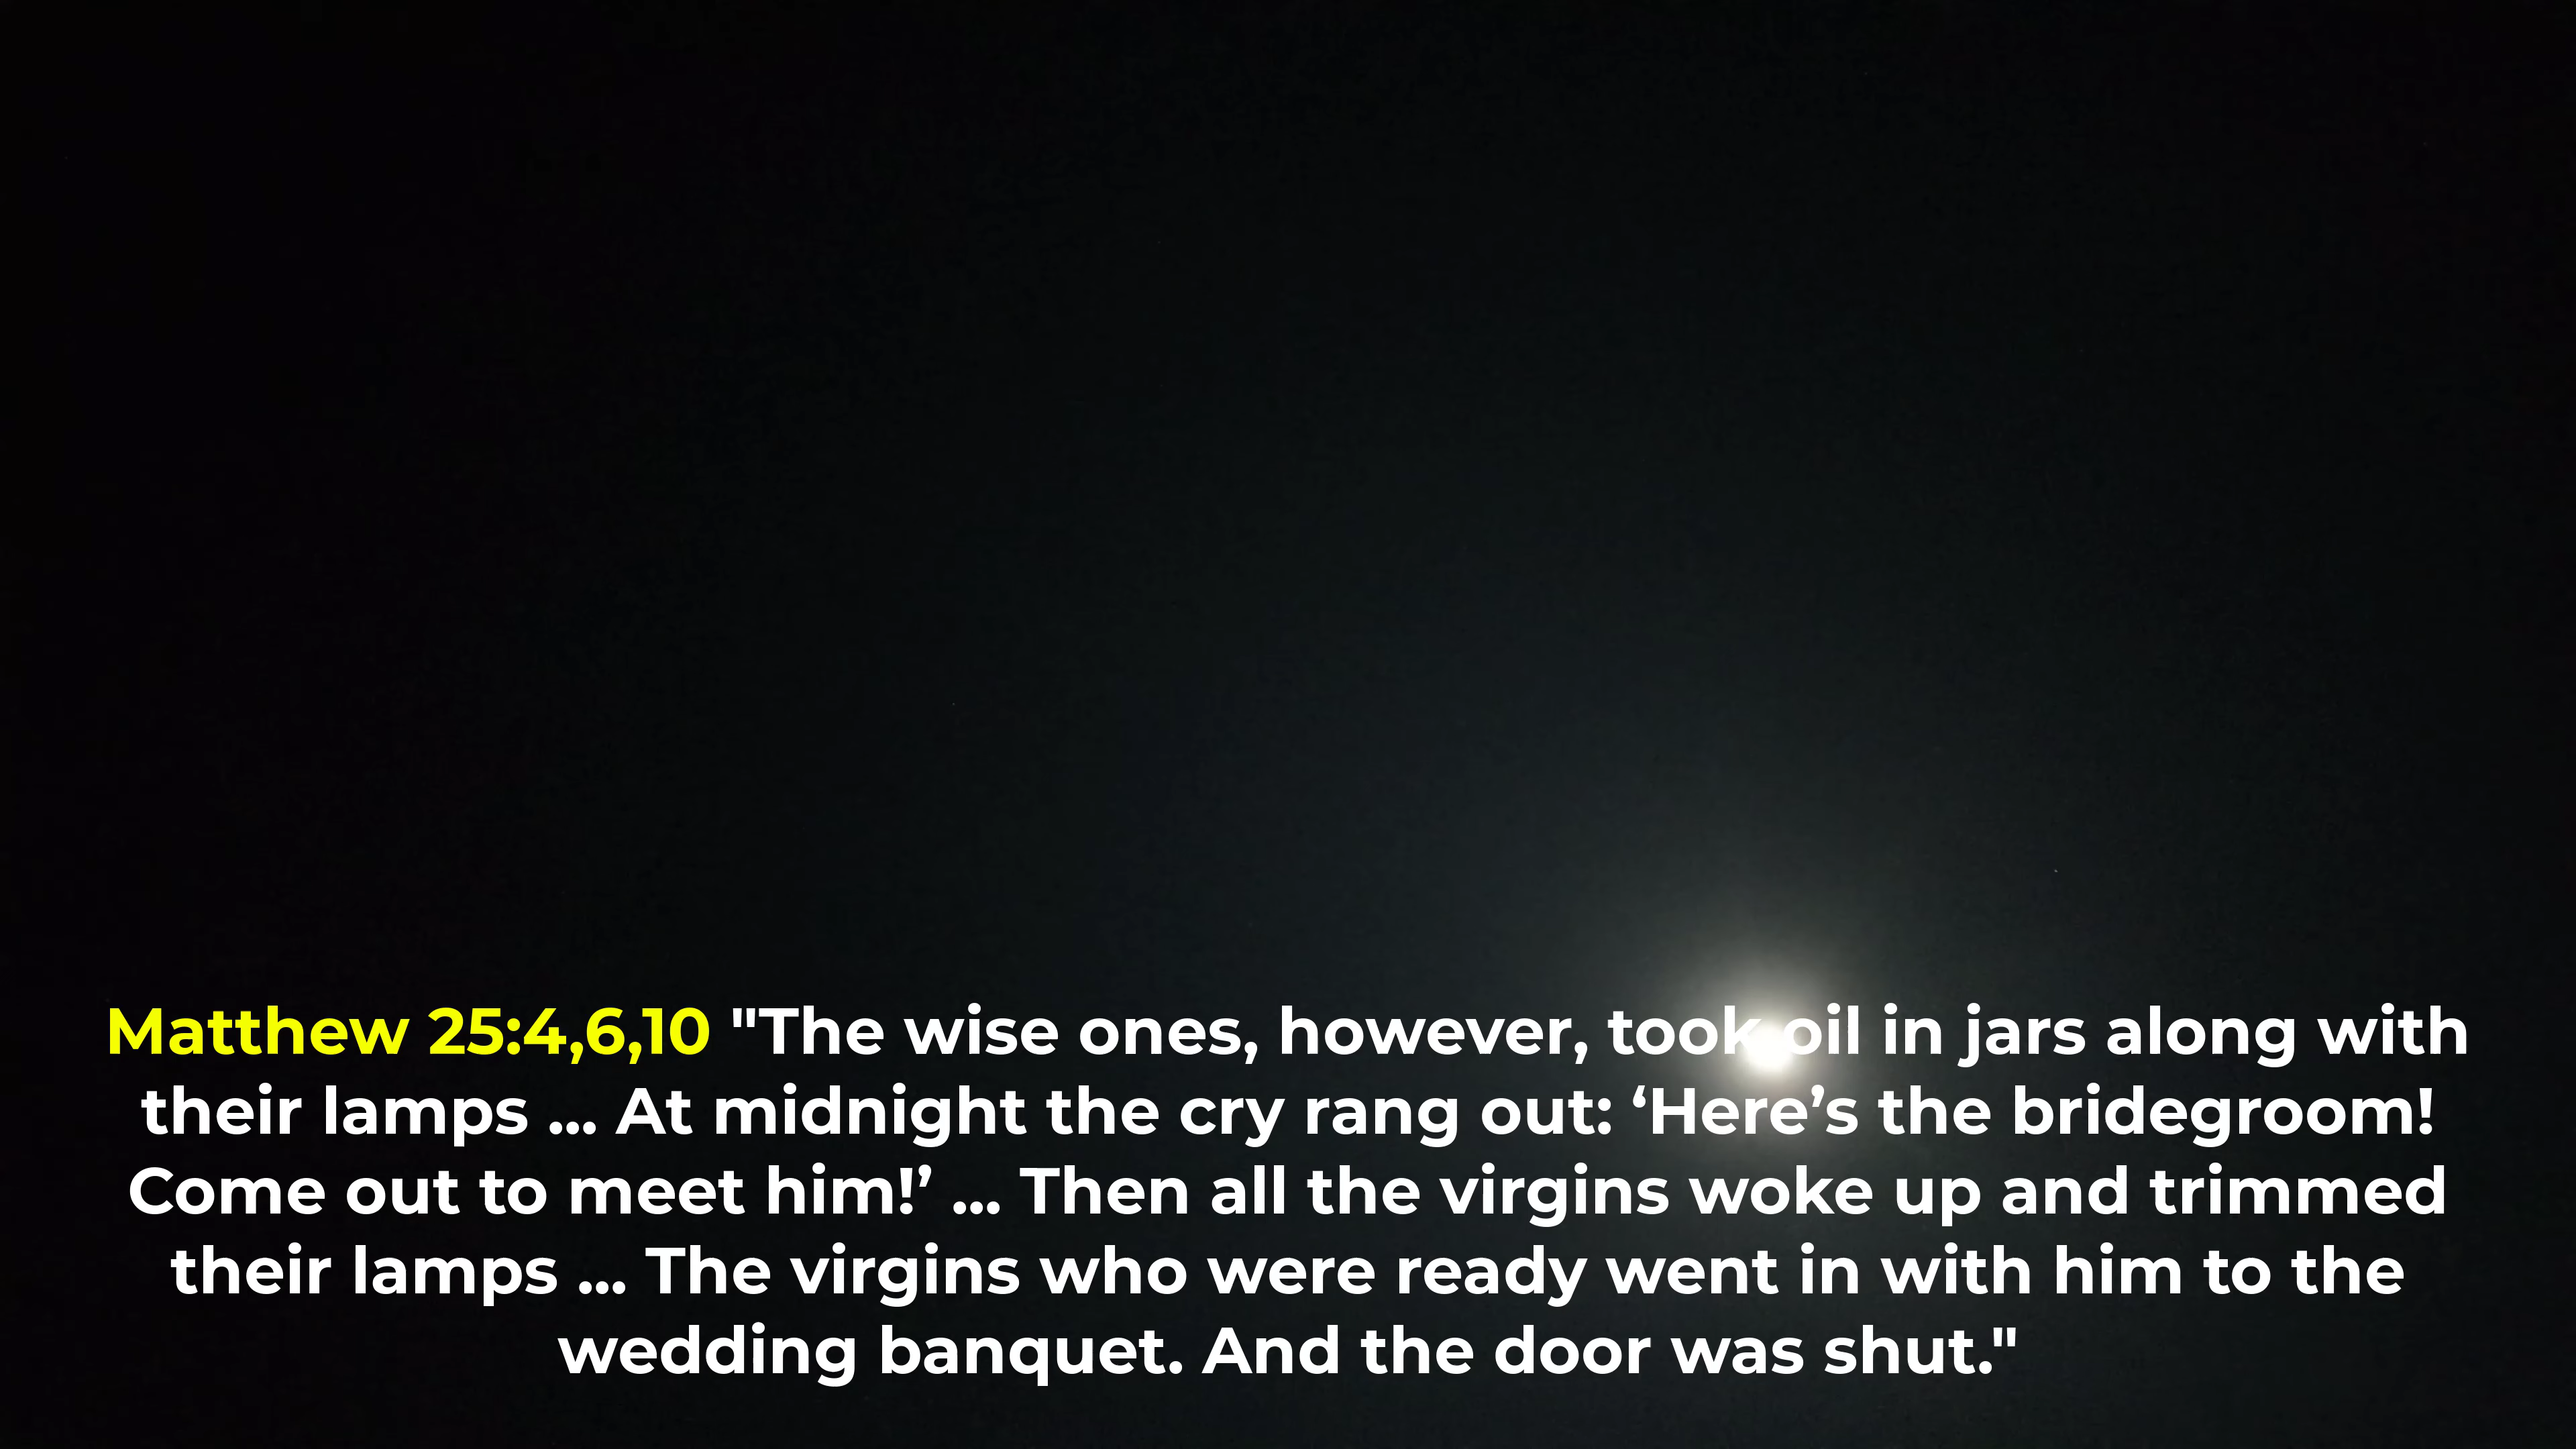 Matthew 25:4,6,10 "The wise ones, however, took oil in jars along with
their lamps ... At midnight the cry rang out: ‘Here’s the bridegroom!
Come out to meet him!’ ... Then all the virgins woke up and trimmed
their lamps ... The virgins who were ready went in with him to the
wedding banquet. And the door was shut."